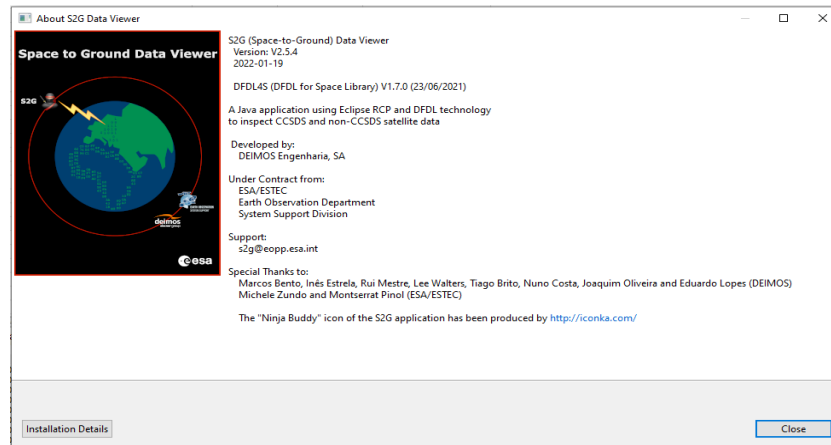 About S2G Data Viewer
Space to Ground Data Viewer
S2G
deimos
elecnor group
esa
S2G (Space-to-Ground) Data Viewer
Version: V2.5.4
2022-01-19
DFDL4S (DFDL for Space Library) V1.7.0 (23/06/2021)
A Java application using Eclipse RCP and DFDL technology
to inspect CCSDS and non-CCSDS satellite data
Developed by:
DEIMOS Engenharia, SA
Under Contract from:
ESA/ESTEC
Earth Observation Department
System Support Division
Support:
s2g@eopp.esa.int
Special Thanks to:
Marcos Bento, Inês Estrela, Rui Mestre, Lee Walters, Tiago Brito, Nuno Costa, Joaquim Oliveira and Eduardo Lopes (DEIMOS)
Michele Zundo and Montserrat Pinol (ESA/ESTEC)
The "Ninja Buddy" icon of the S2G application has been produced by http://iconka.com/
Installation Details
Close